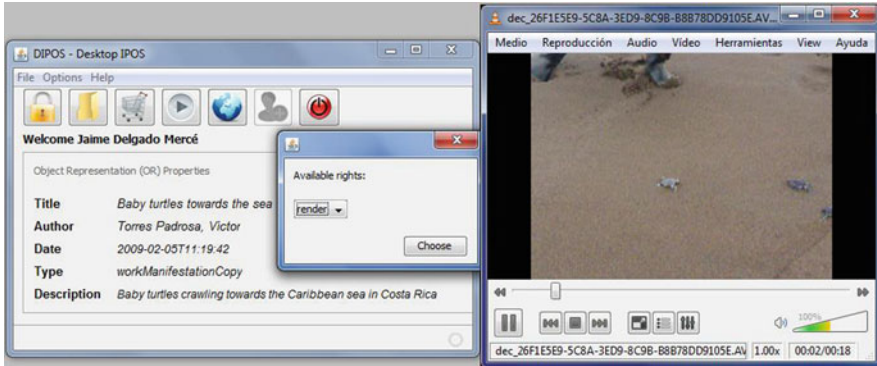 DIPOS - Desktop IPOS
File Options Help
Welcome Jaime Delgado Mercé
Object Representation (OR) Properties
Title Baby turtles towards the sea
Author Torres Padrosa, Victor
Date 2009-02-05T11:19:42
Type workManifestationCopy
Description Baby turtles crawling towards the Caribbean sea in Costa Rica
Available rights:
render
Choose
dec_26F1E5E9-5C8A-3ED9-8C9B-B8B78DD9105E.AV...
Medio Reproducción Audio Vídeo Herramientas View Ayuda
100%
dec_26F1E5E9-5C8A-3ED9-8C9B-B8B78DD9105E.AV 1.00x 00:02/00:18